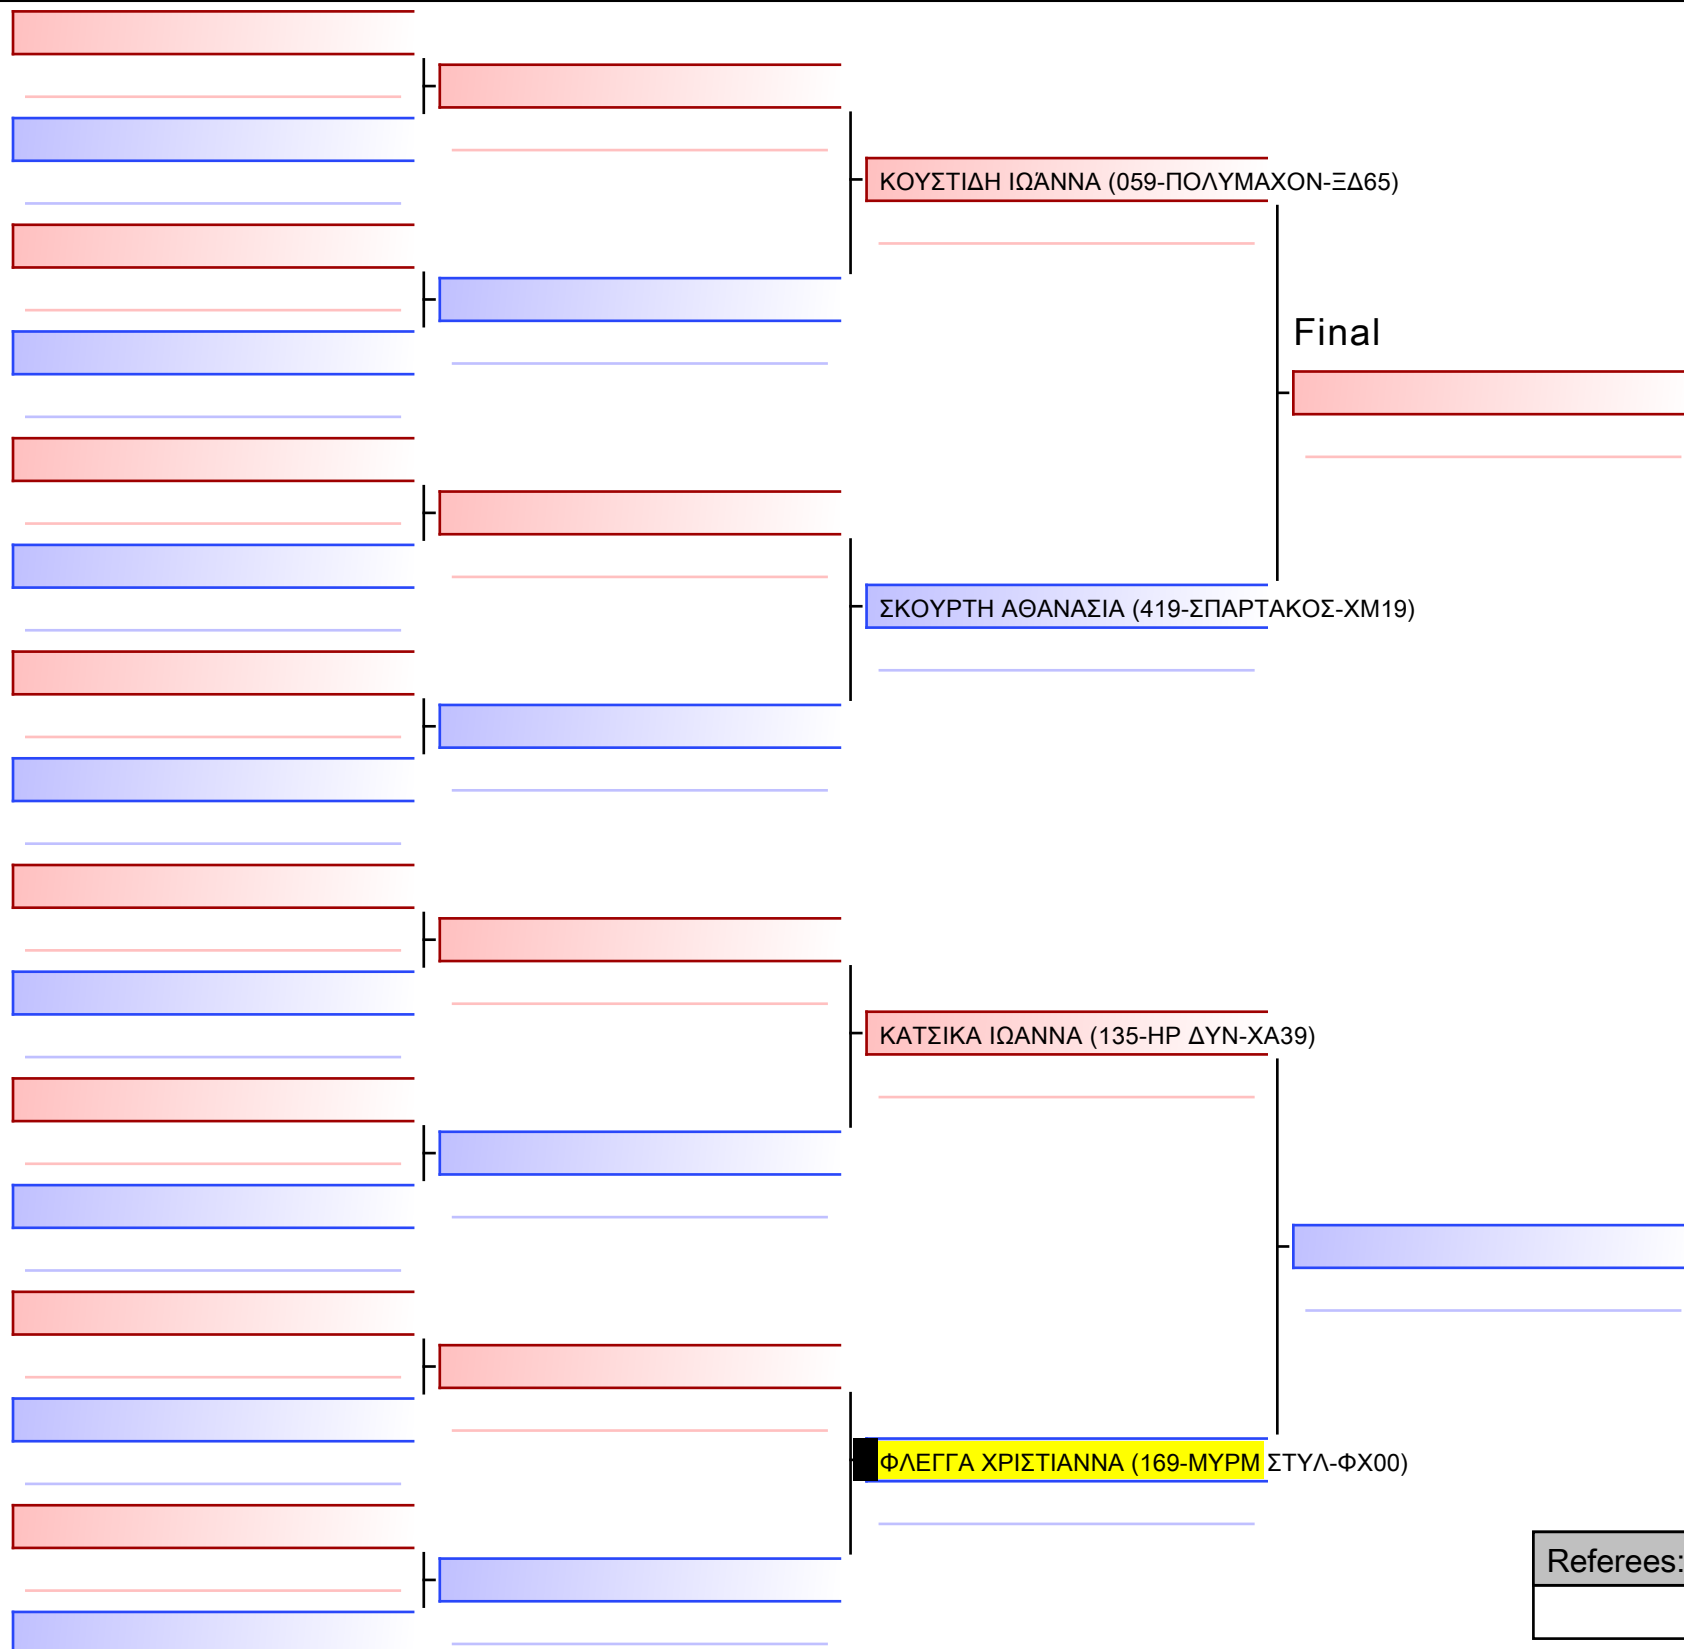 ΚΟΥΣΤΙΔΗ ΙΩΆΝΝΑ (059-ΠΟΛΥΜΑΧΟΝ-ΞΔ65)
Final
ΣΚΟΥΡΤΗ ΑΘΑΝΑΣΙΑ (419-ΣΠΑΡΤΑΚΟΣ-ΧΜ19)
ΚΑΤΣΙΚΑ ΙΩΑΝΝΑ (135-ΗΡ ΔΥΝ-ΧΑ39)
ΦΛΕΓΓΑ ΧΡΙΣΤΙΑΝΝΑ (169-ΜΥΡΜ ΣΤΥΛ-ΦΧ00)
Referees: